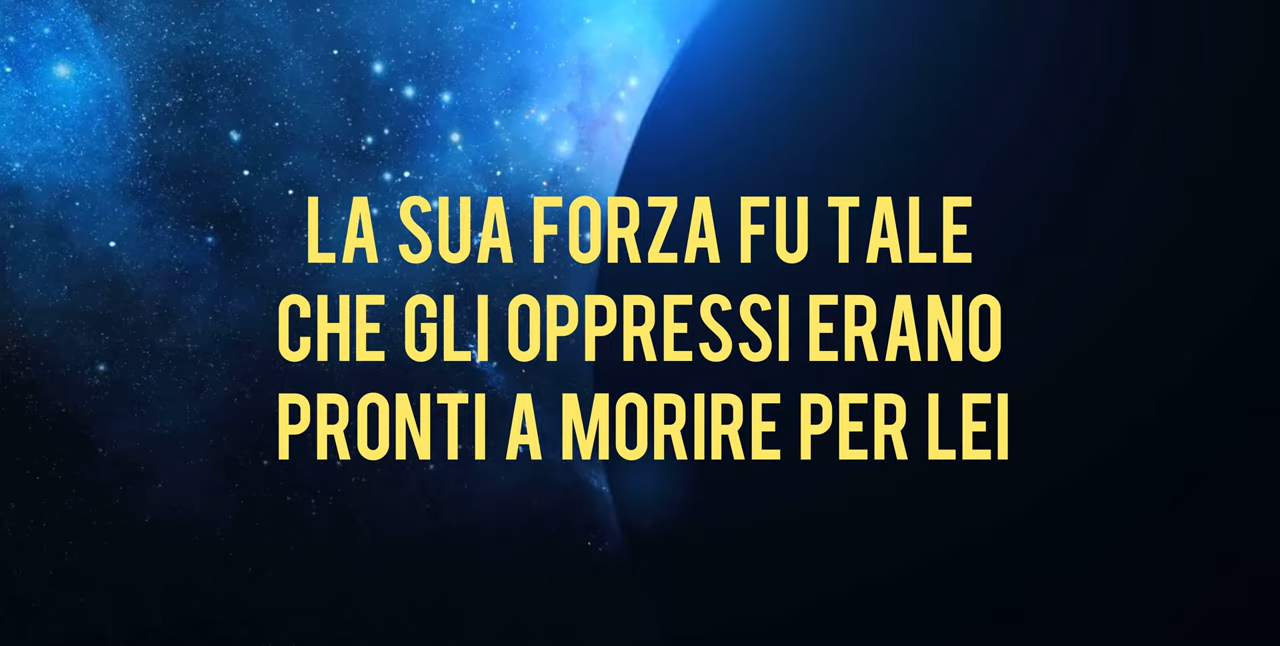 LA SUA FORZA FU TALE
CHE GLI OPPRESSI ERANO
PRONTI A MORIRE PER LEI